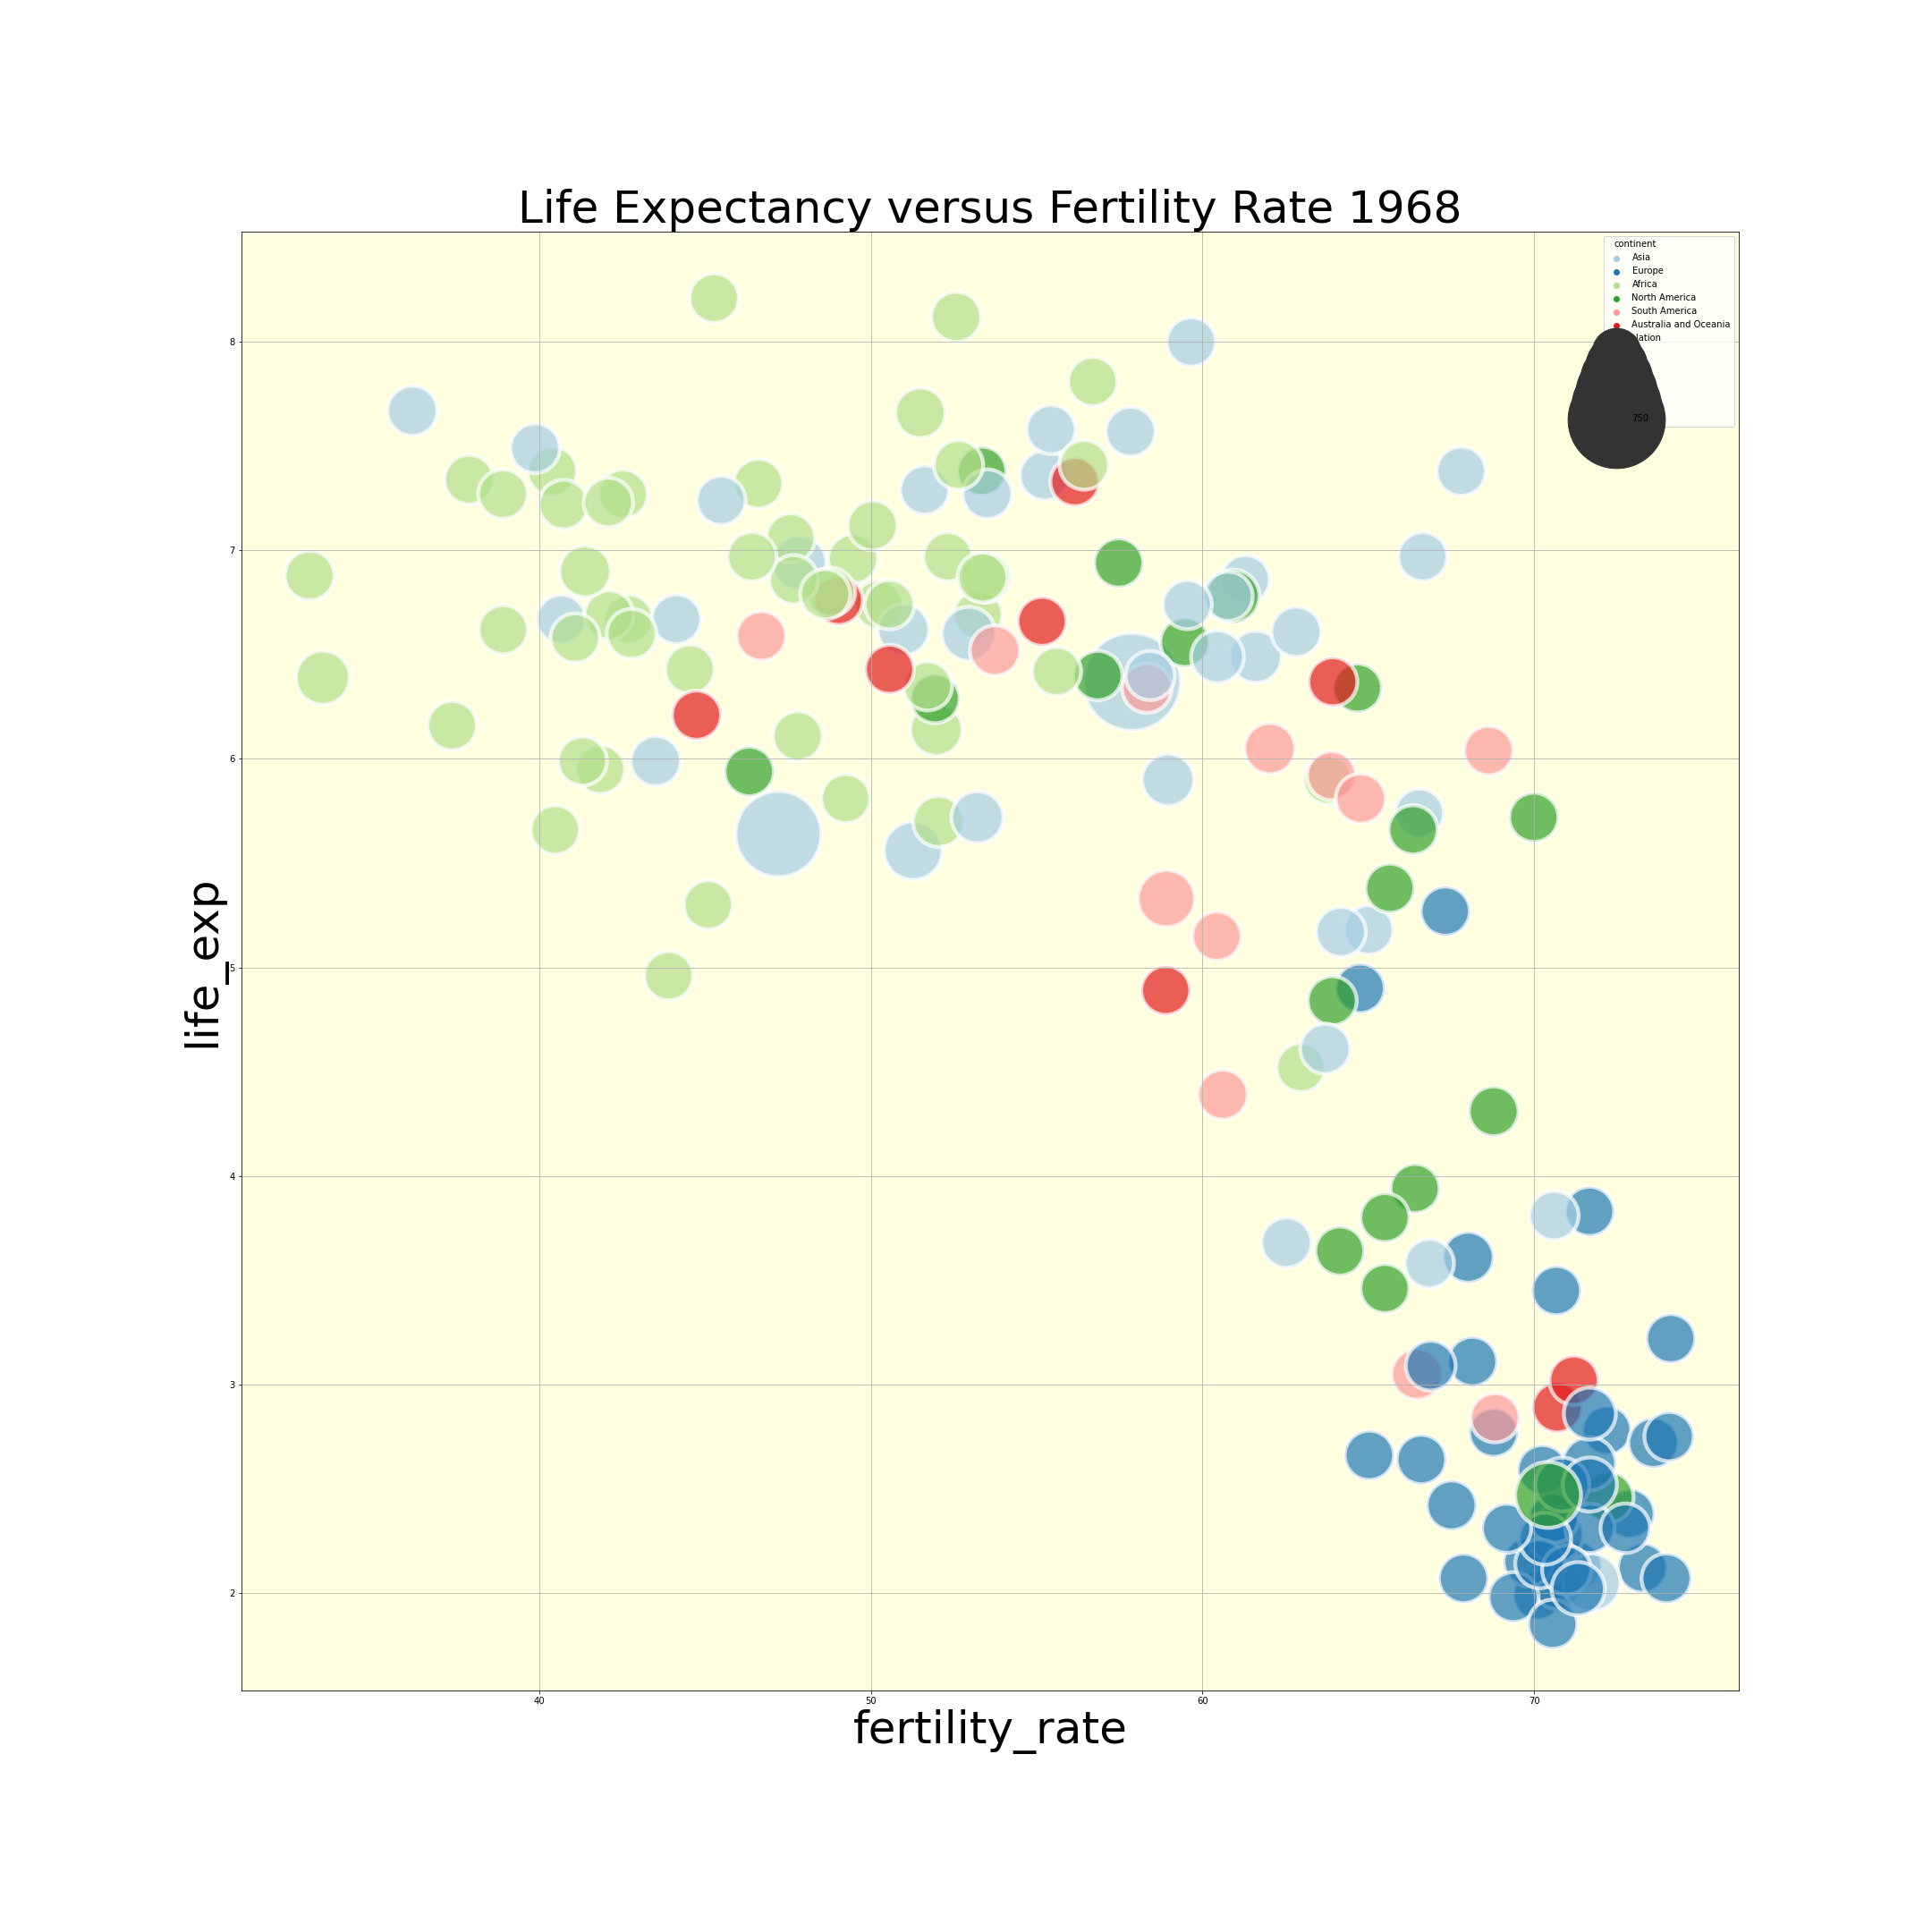 Life Expectancy versus Fertility Rate 1968
continent
Asia
Europe
Africa
North America
South America
Australia and Oceania
750
8
7
6
5
4
3
2
life_exp
40 50 60 70
fertility_rate